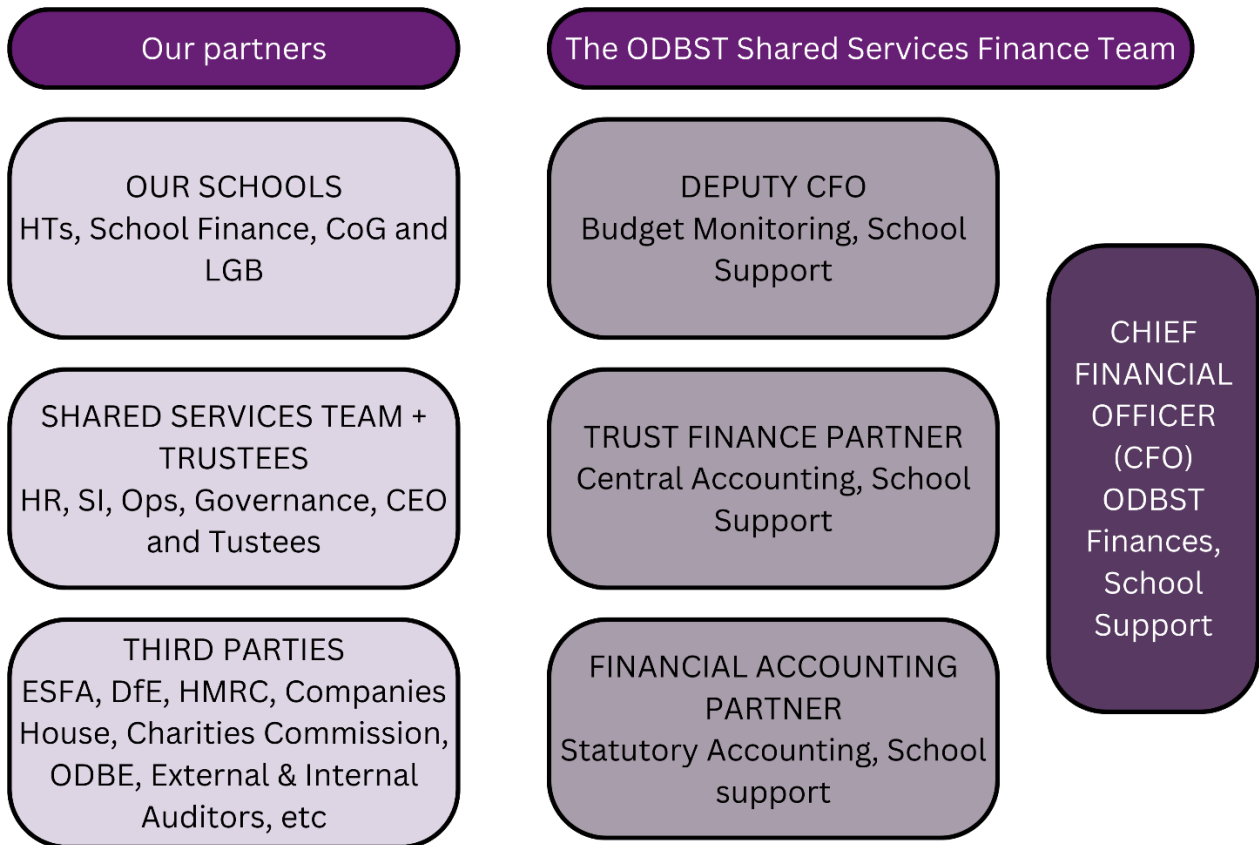 Our partners
The ODBST Shared Services Finance Team
OUR SCHOOLS
HTs, School Finance, CoG and
LGB
DEPUTY CFO
Budget Monitoring, School
Support
SHARED SERVICES TEAM +
TRUSTEES
HR, SI, Ops, Governance, CEO
and Tustees
TRUST FINANCE PARTNER
Central Accounting, School
Support
THIRD PARTIES
ESFA, DfE, HMRC, Companies
House, Charities Commission,
ODBE, External & Internal
Auditors, etc
FINANCIAL ACCOUNTING
PARTNER
Statutory Accounting, School
support
CHIEF
FINANCIAL
OFFICER
(CFO)
ODBST
Finances,
School
Support